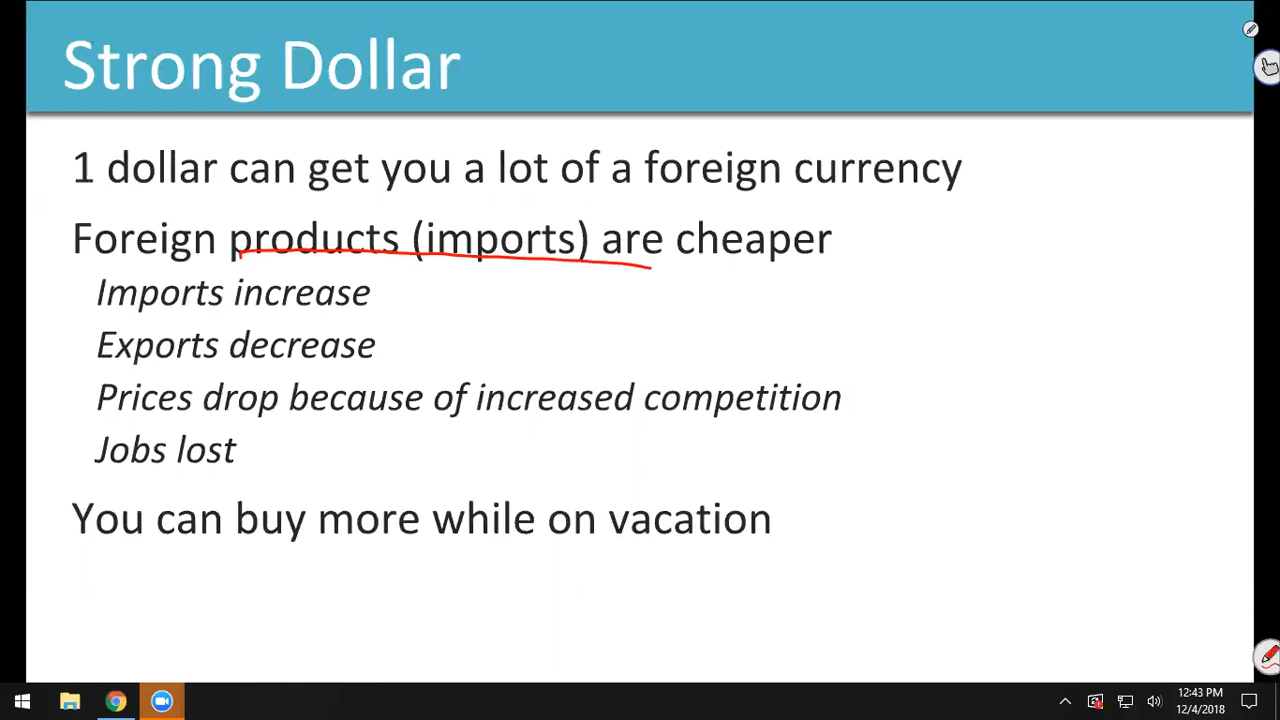 Strong Dollar
1 dollar can get you a lot of a foreign currency
Foreign products (imports) are cheaper
Imports increase
Exports decrease
Prices drop because of increased competition
Jobs lost
You can buy more while on vacation
12:43 PM
12/4/2018